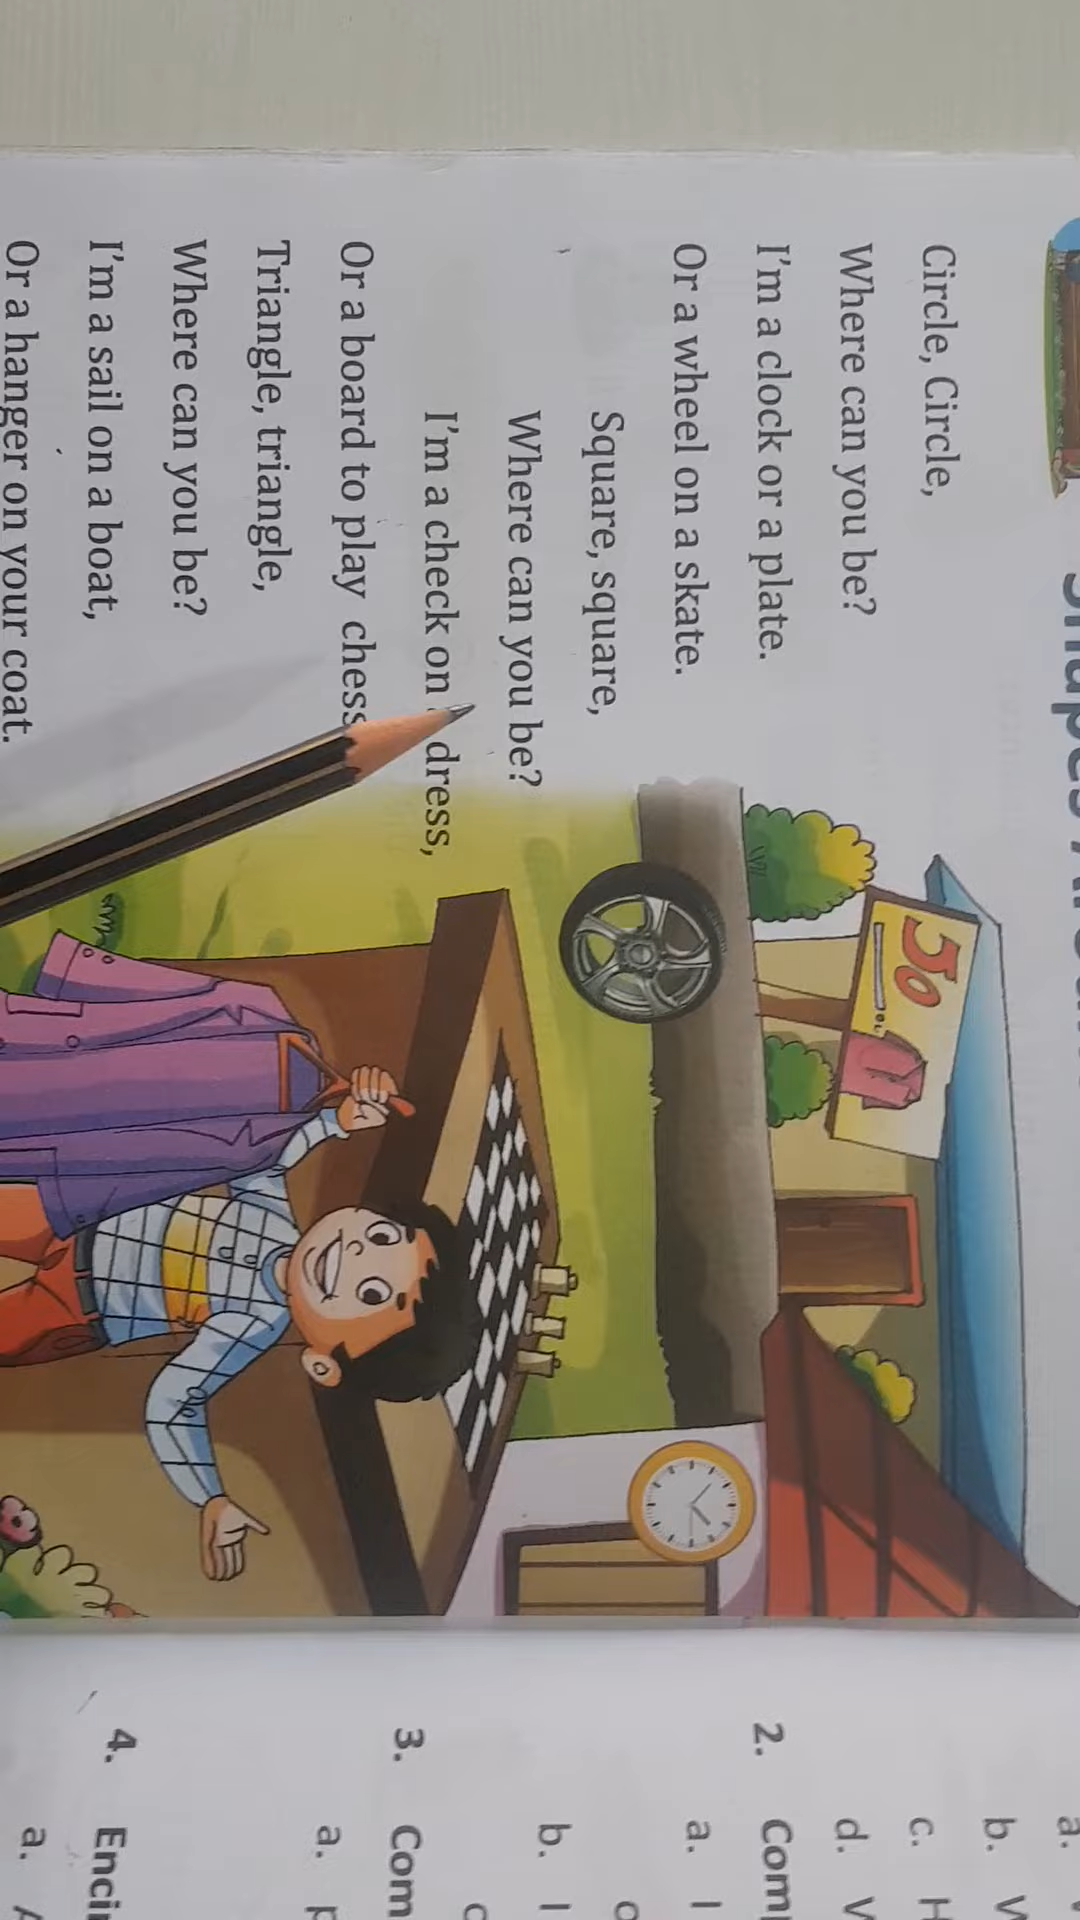 Circle, Circle,
Where can you be?
I'm a clock or a plate.
Or a wheel on a skate.
Square, square,
Where can you be?
I'm a check on dress,
Or a board to play chess
Triangle, triangle,
Where can you be?
I'm a sail on a boat,
Or a hanger on your coat.
JO
a.
b.
c.
d.
2.
a.
b.
3.
a.
4.
a.